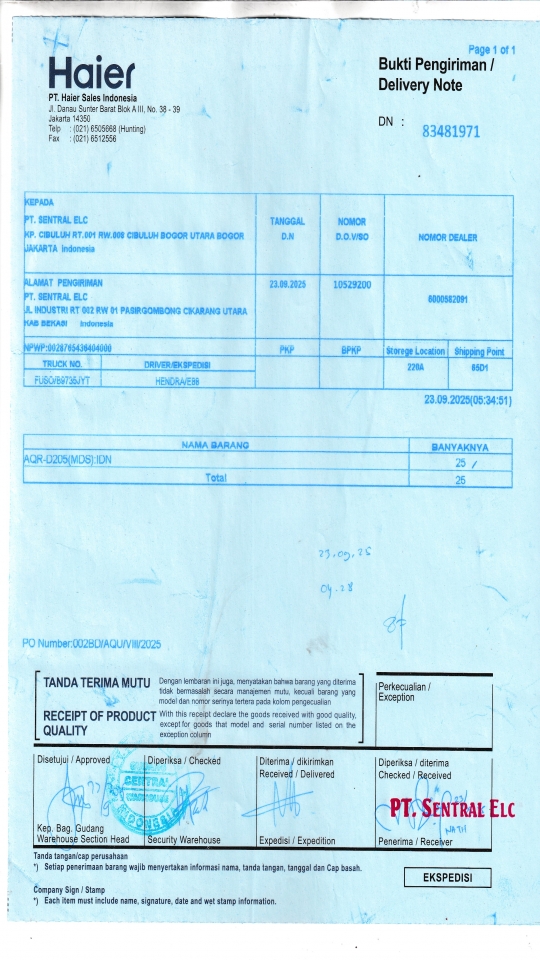 Page 1 of 1
Haier
Bukti Pengiriman /
Delivery Note
PT. Haier Sales Indonesia
Jl. Danau Sunter Barat Blok A III, No. 38 - 39
Jakarta 14350
Telp : (021) 6505668 (Hunting)
Fax : (021) 6512556
DN : 83481971
KEPADA
PT. SENTRAL ELC
KP. CIBULUH RT.001 RW.000 CIBULUH BOGOR UTARA BOGOR
JAKARTA Indonesia
TANGGAL
D.N
NOMOR
D.O.V/SO
NOMOR DEALER
ALAMAT PENGIRIMAN
PT. SENTRAL ELC
JL INDUSTRI RT 002 RW 01 PASIRGOMBONG CIKARANG UTARA
KAB BEKASI Indonesia
23.09.2025
10529200
6000582091
NPWP:0028765436404000
PKP
BPKP
Storege Location
Shipping Point
TRUCK NO.
DRIVER/EKSPEDISI
220A
65D1
FUSO/B9735JYT
HENDRA/EBB
23.09.2025(05:34:51)
NAMA BARANG
BANYAKNYA
AQR-D205(MDS):IDN
25
Total
25
23.09.25
04.28
PO Number:002BD/AQU/VIII/2025
TANDA TERIMA MUTU
Dengan lembaran ini juga, menyatakan bahwa barang yang diterima
tidak bermasalah secara manajemen mutu, kecuali barang yang
model dan nomor serinya tertera pada kolom pengecualian
RECEIPT OF PRODUCT
QUALITY
With this receipt declare the goods received with good quality,
except for goods that model and serial number listed on the
exception column
Perkecualian /
Exception
Disetujui / Approved
Diperiksa / Checked
Diterima / dikirimkan
Received / Delivered
Diperiksa / diterima
Checked / Received
SENTRAL
WAREHOUSE
INDONESIA
PT. SENTRAL ELC
Kep. Bag. Gudang
Warehouse Section Head
Security Warehouse
Expedisi / Expedition
Penerima / Receiver
Tanda tangan/cap perusahaan
*) Setiap penerimaan barang wajib menyertakan informasi nama, tanda tangan, tanggal dan Cap basah.
EKSPEDISI
Company Sign / Stamp
*) Each item must include name, signature, date and wet stamp information.